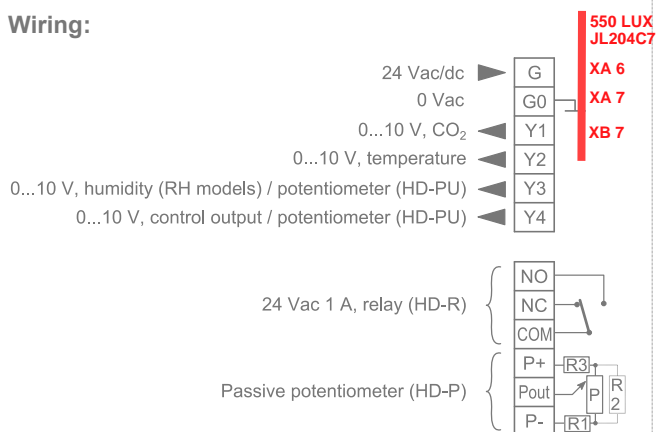 Wiring:
550 LUX
JL204C7
24 Vac/dc G XA 6
0 Vac G0 XA 7
0...10 V, CO₂ Y1 XB 7
0...10 V, temperature Y2
0...10 V, humidity (RH models) / potentiometer (HD-PU) Y3
0...10 V, control output / potentiometer (HD-PU) Y4
NO
24 Vac 1 A, relay (HD-R) NC
COM
P+ R3
Passive potentiometer (HD-P) Pout P R2
P- R1